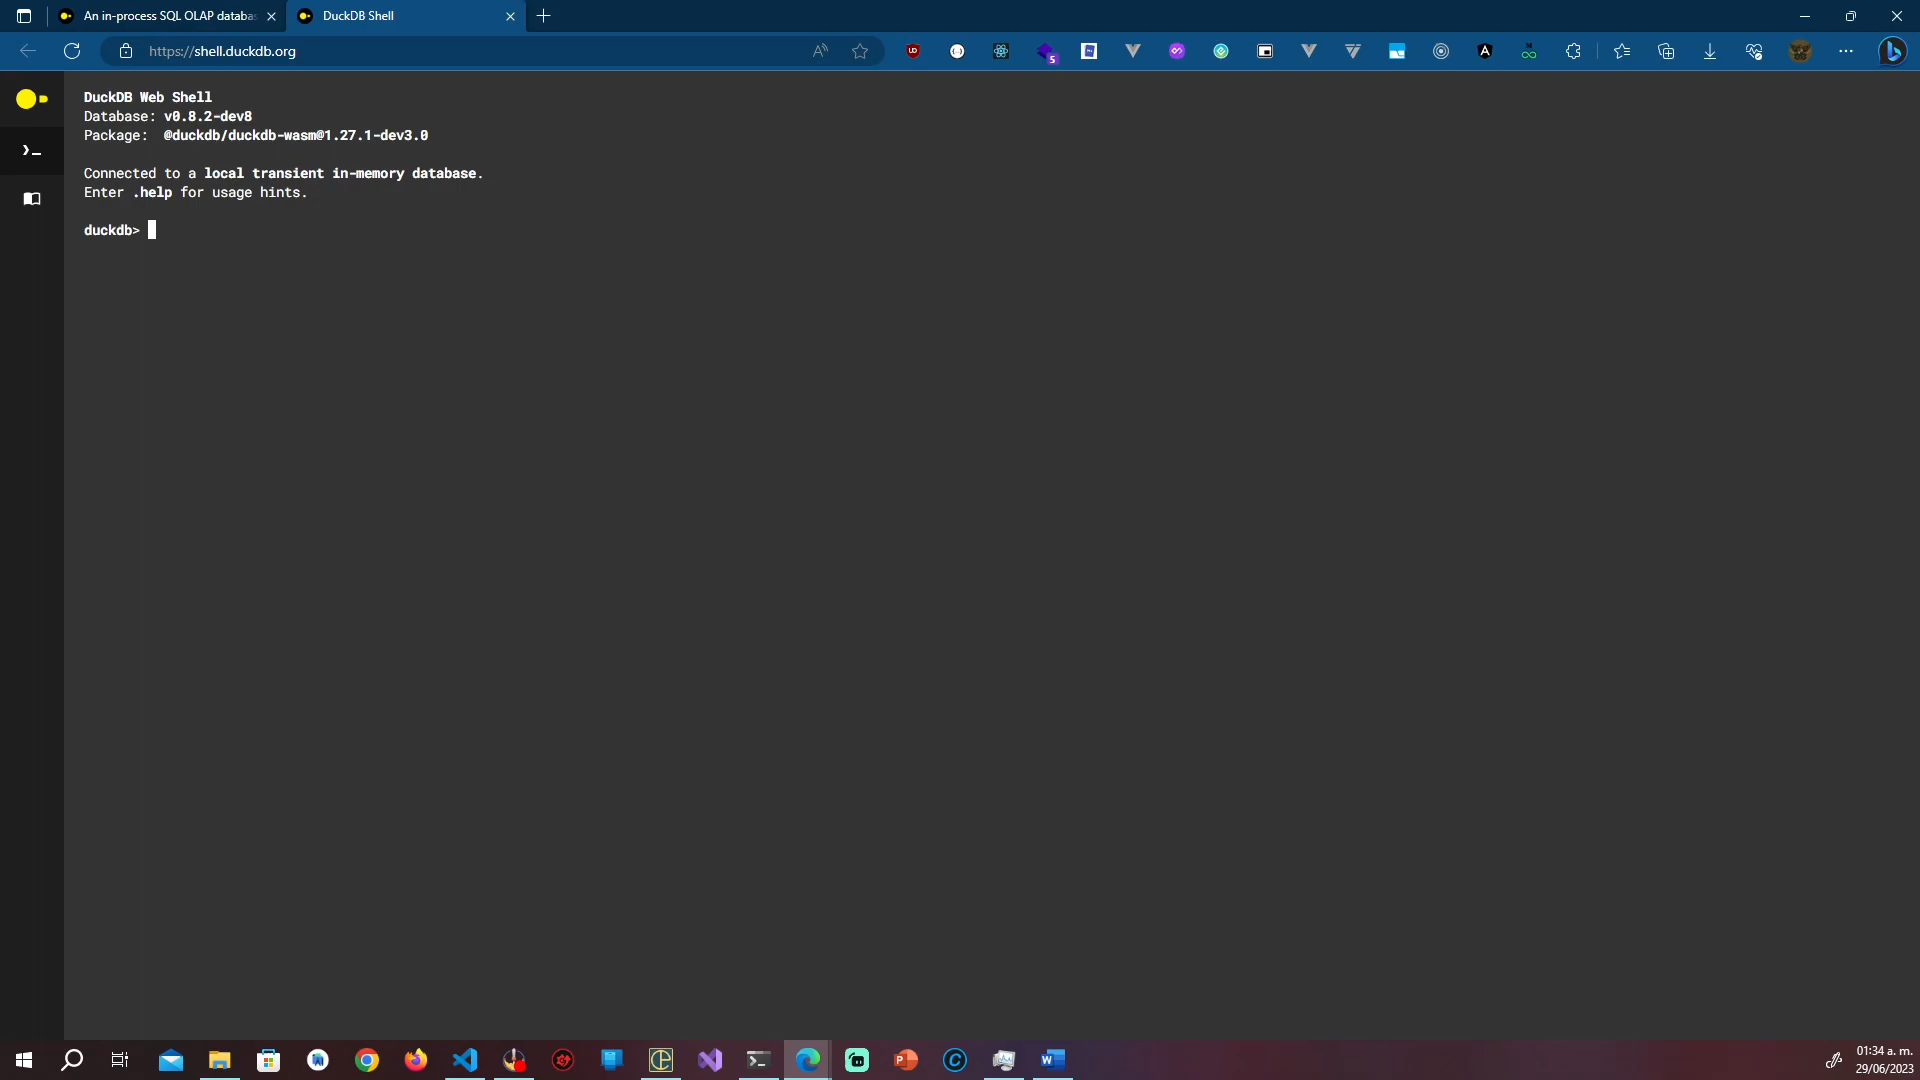 An in-process SQL OLAP databas
DuckDB Shell
https://shell.duckdb.org
5
DuckDB Web Shell
Database: v0.8.2-dev8
Package:  @duckdb/duckdb-wasm@1.27.1-dev3.0
Connected to a local transient in-memory database.
Enter .help for usage hints.
duckdb>
01:34 a. m.
29/06/2023